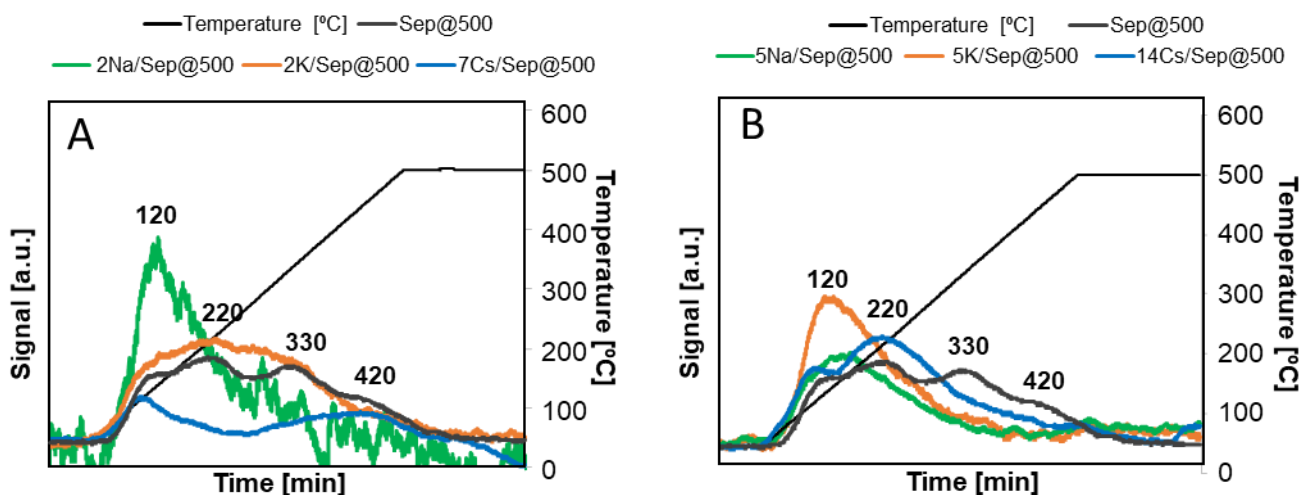 Temperature [ºC] Sep@500
2Na/Sep@500 2K/Sep@500 7Cs/Sep@500
A
120
220
330
420
600
500
400
300
200
100
0
Signal [a.u.]
Temperature [ºC]
Time [min]
Temperature [ºC] Sep@500
5Na/Sep@500 5K/Sep@500 14Cs/Sep@500
B
120
220
330
420
600
500
400
300
200
100
0
Signal [a.u.]
Temperature [ºC]
Time [min]